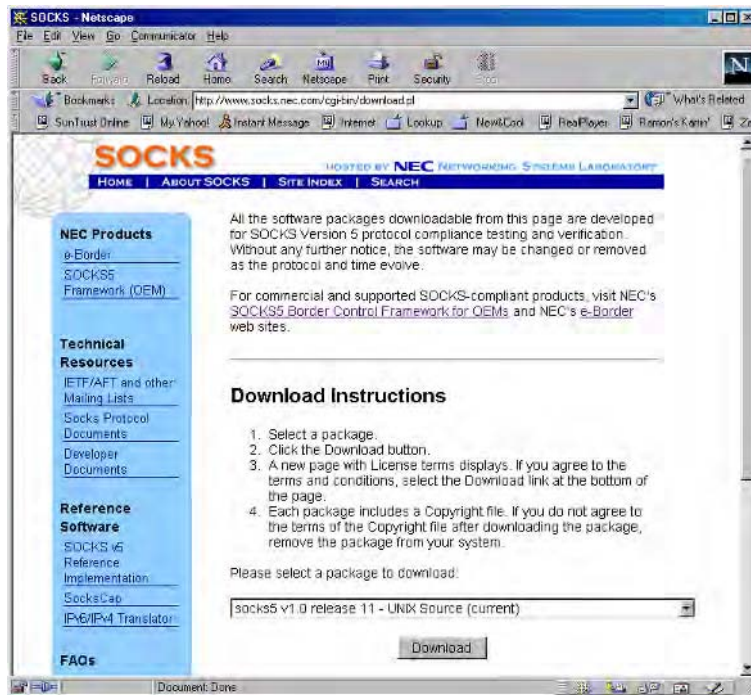 SOCKS - Netscape
File Edit View Go Communicator Help
Back Forward Reload Home Search Netscape Print Security Stop
Bookmarks Location: http://www.socks.nec.com/cgi-bin/download.pl What's Related
SunTrust Online My Yahoo! Instant Message Internet Lookup New&Cool RealPlayer
SOCKS
HOSTED BY NEC NETWORKING SYSTEMS LABORATORY
HOME | ABOUT SOCKS | SITE INDEX | SEARCH
NEC Products
e-Border
SOCKS5
Framework (OEM)
Technical
Resources
IETF/AFT and other
Mailing Lists
Socks Protocol
Documents
Developer
Documents
Reference
Software
SOCKS v5
Reference
Implementation
SocksCap
IPv6/IPv4 Translator
FAQs
All the software packages downloadable from this page are developed
for SOCKS Version 5 protocol compliance testing and verification.
Without any further notice, the software may be changed or removed
as the protocol and time evolve.
For commercial and supported SOCKS-compliant products, visit NEC's
SOCKS5 Border Control Framework for OEMs and NEC's e-Border
web sites.
Download Instructions
1. Select a package.
2. Click the Download button.
3. A new page with License terms displays. If you agree to the
terms and conditions, select the Download link at the bottom of
the page.
4. Each package includes a Copyright file. If you do not agree to
the terms of the Copyright file after downloading the package,
remove the package from your system.
Please select a package to download:
socks5 v1.0 release 11 - UNIX Source (current)
Download
Document: Done